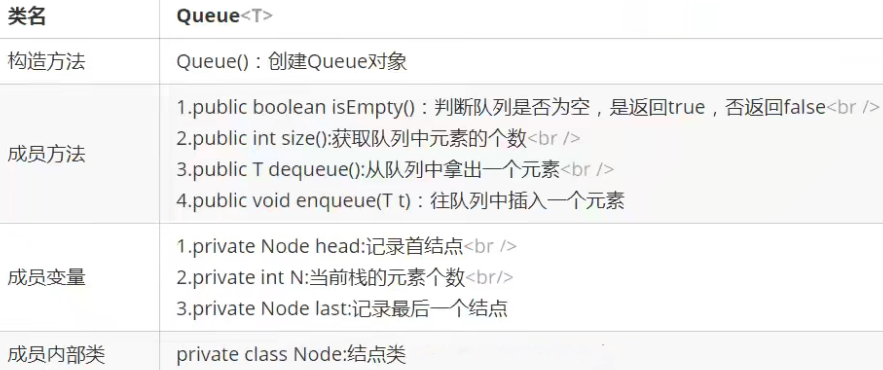 类名 Queue<T>
构造方法 Queue()：创建Queue对象
成员方法
1.public boolean isEmpty()：判断队列是否为空，是返回true，否返回false<br />
2.public int size():获取队列中元素的个数<br />
3.public T dequeue():从队列中拿出一个元素<br />
4.public void enqueue(T t)：往队列中插入一个元素
成员变量
1.private Node head:记录首结点<br />
2.private int N:当前栈的元素个数<br/>
3.private Node last:记录最后一个结点
成员内部类 private class Node:结点类